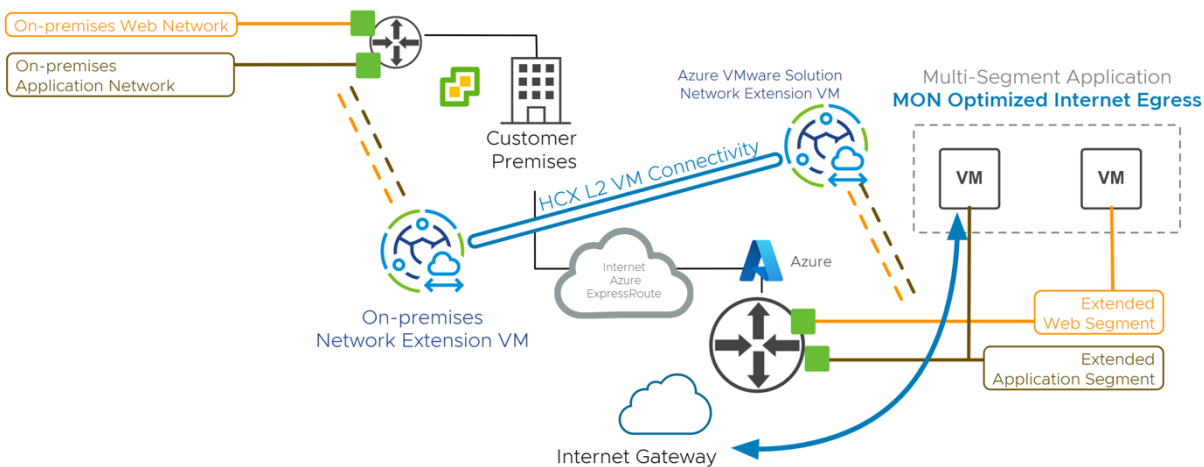 On-premises Web Network
On-premises
Application Network
Customer
Premises
HCX L2 VM Connectivity
Azure VMware Solution
Network Extension VM
Multi-Segment Application
MON Optimized Internet Egress
VM
VM
On-premises
Network Extension VM
Internet
Azure
ExpressRoute
Azure
Extended
Web Segment
Extended
Application Segment
Internet Gateway